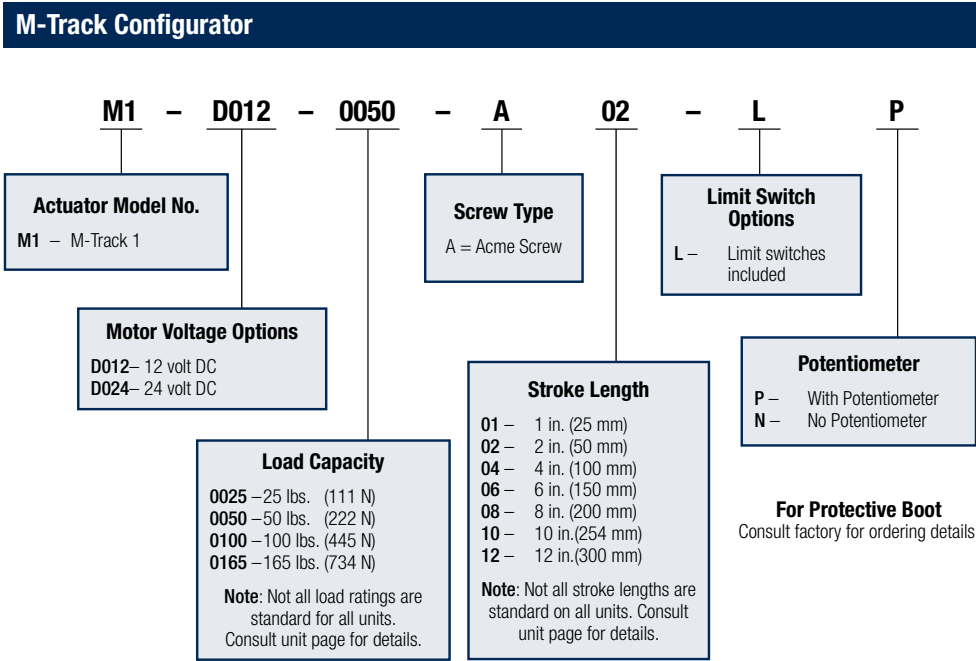 M-Track Configurator
M1 – D012 – 0050 – A 02 – L P
Actuator Model No.
M1 – M-Track 1
Motor Voltage Options
D012– 12 volt DC
D024– 24 volt DC
Load Capacity
0025 –25 lbs. (111 N)
0050 –50 lbs. (222 N)
0100 –100 lbs. (445 N)
0165 –165 lbs. (734 N)
Note: Not all load ratings are
standard for all units.
Consult unit page for details.
Screw Type
A = Acme Screw
Stroke Length
01 – 1 in. (25 mm)
02 – 2 in. (50 mm)
04 – 4 in. (100 mm)
06 – 6 in. (150 mm)
08 – 8 in. (200 mm)
10 – 10 in.(254 mm)
12 – 12 in.(300 mm)
Note: Not all stroke lengths are
standard on all units. Consult
unit page for details.
Limit Switch
Options
L – Limit switches
included
Potentiometer
P – With Potentiometer
N – No Potentiometer
For Protective Boot
Consult factory for ordering details